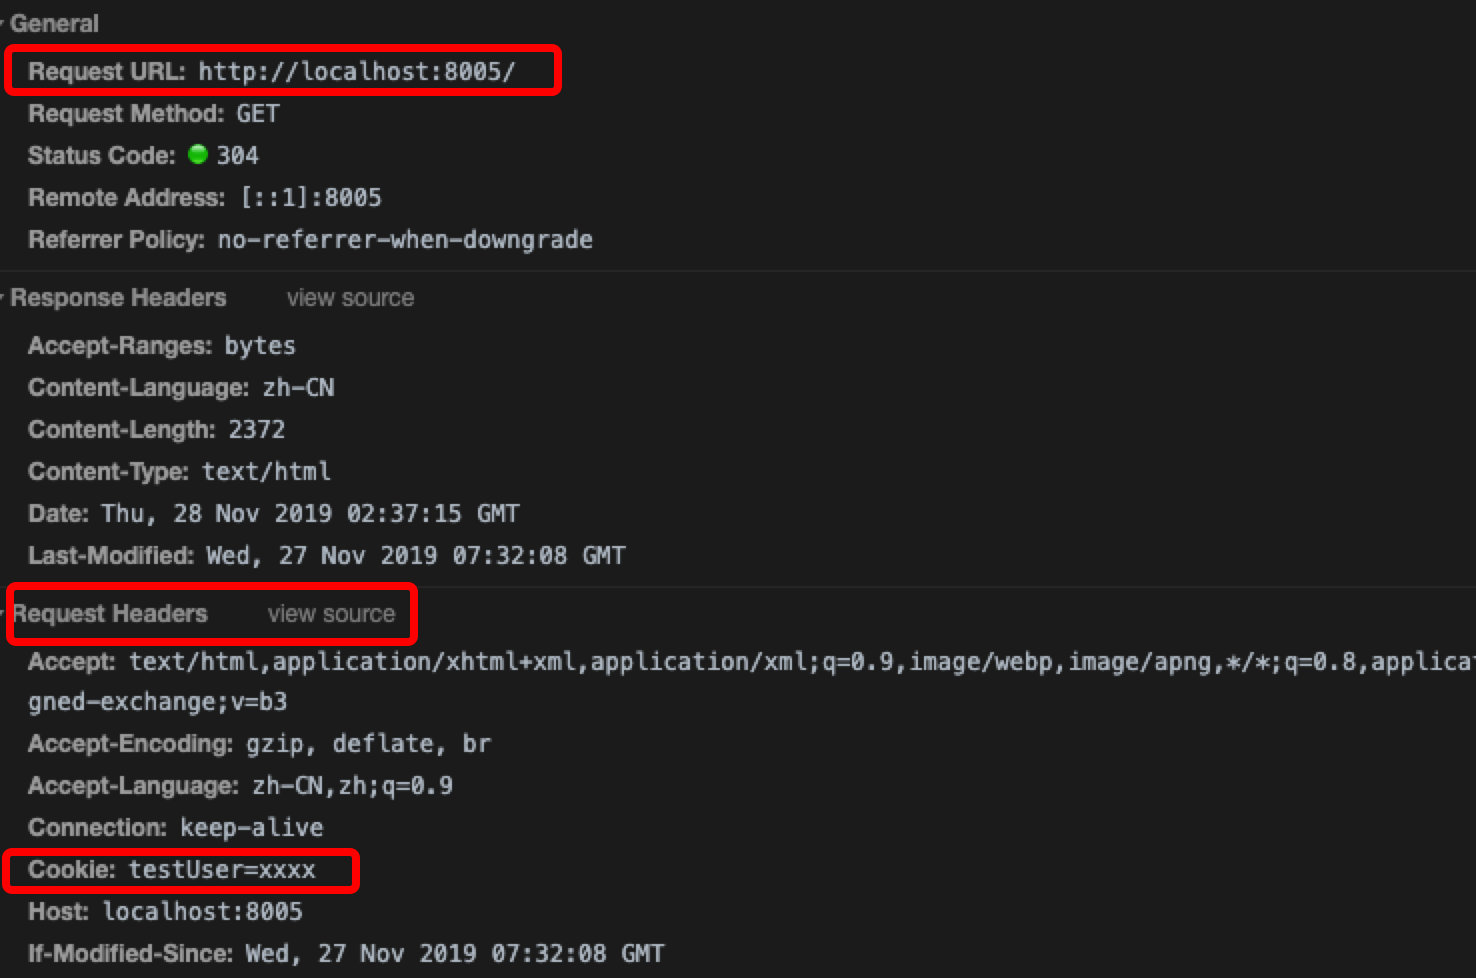 General
Request URL: http://localhost:8005/
Request Method: GET
Status Code: 304
Remote Address: [::1]:8005
Referrer Policy: no-referrer-when-downgrade
Response Headers view source
Accept-Ranges: bytes
Content-Language: zh-CN
Content-Length: 2372
Content-Type: text/html
Date: Thu, 28 Nov 2019 02:37:15 GMT
Last-Modified: Wed, 27 Nov 2019 07:32:08 GMT
Request Headers view source
Accept: text/html,application/xhtml+xml,application/xml;q=0.9,image/webp,image/apng,*/*;q=0.8,applicat
gned-exchange;v=b3
Accept-Encoding: gzip, deflate, br
Accept-Language: zh-CN,zh;q=0.9
Connection: keep-alive
Cookie: testUser=xxxx
Host: localhost:8005
If-Modified-Since: Wed, 27 Nov 2019 07:32:08 GMT